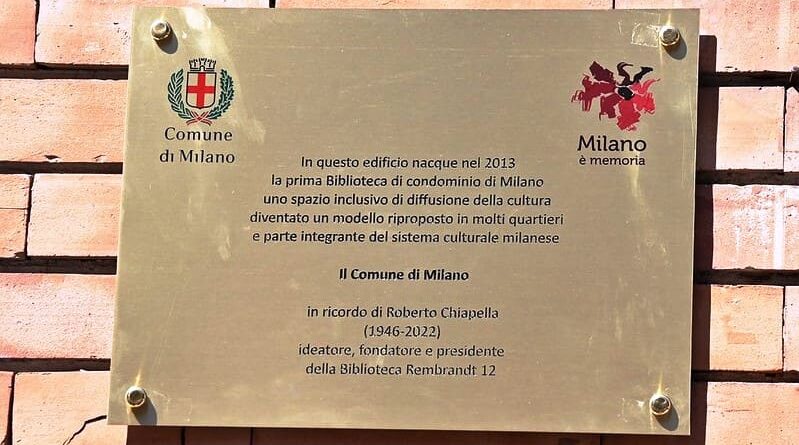 Comune
di Milano
Milano
è memoria
In questo edificio nacque nel 2013
la prima Biblioteca di condominio di Milano
uno spazio inclusivo di diffusione della cultura
diventato un modello riproposto in molti quartieri
e parte integrante del sistema culturale milanese
Il Comune di Milano
in ricordo di Roberto Chiapella
(1946-2022)
ideatore, fondatore e presidente
della Biblioteca Rembrandt 12